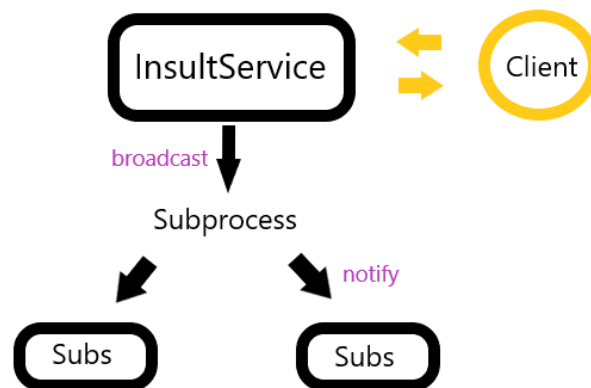 InsultService
Client
broadcast
Subprocess
notify
Subs
Subs